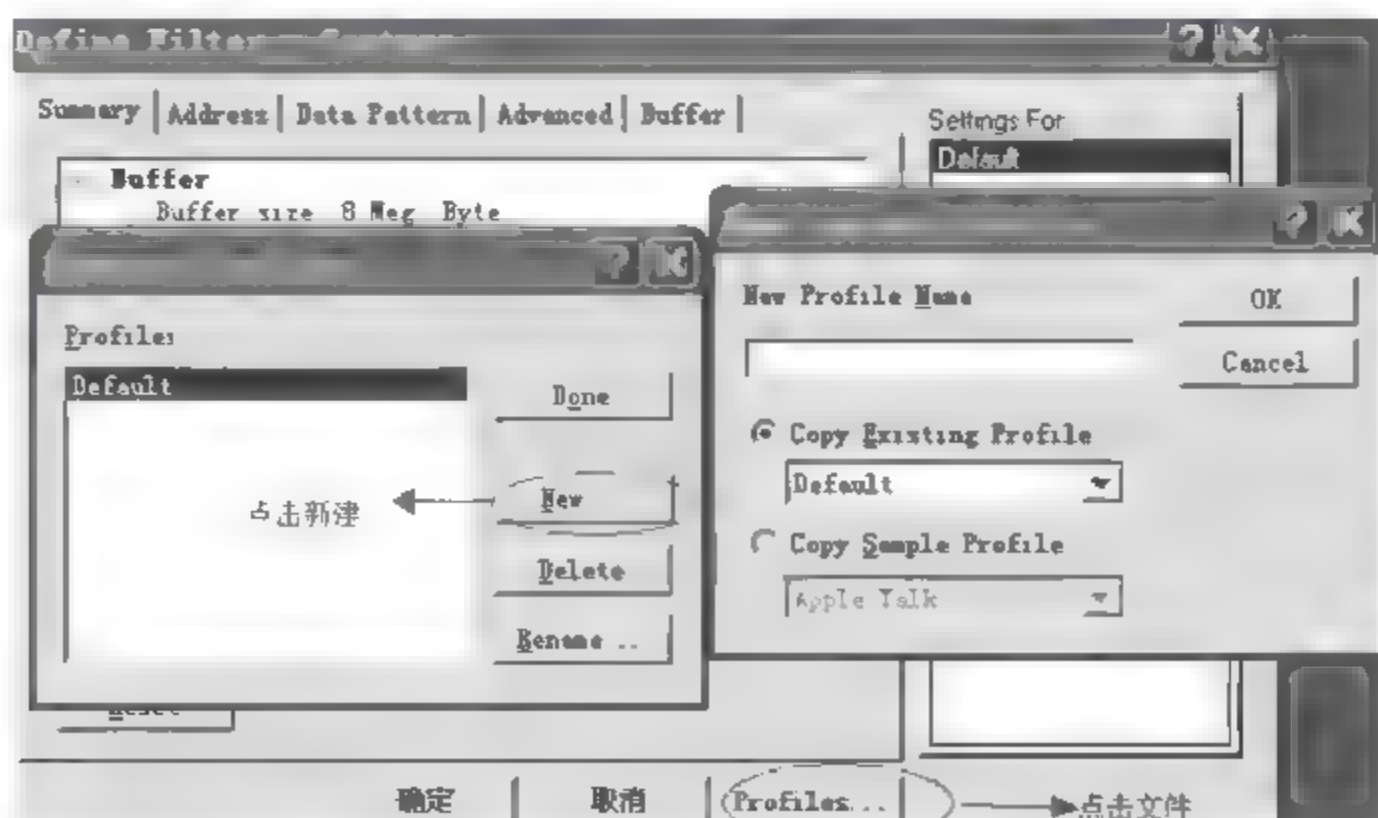 Define Filter - Capture
Summary | Address | Data Pattern | Advanced | Buffer
Settings For
Default
Buffer
Buffer size 8 Meg Byte
Profiles
Default
Done
New
点击新建
Delete
Rename ..
New Profile Name
OK
Cancel
Copy Existing Profile
Default
Copy Sample Profile
Apple Talk
Reset
确定
取消
Profiles...
点击文件